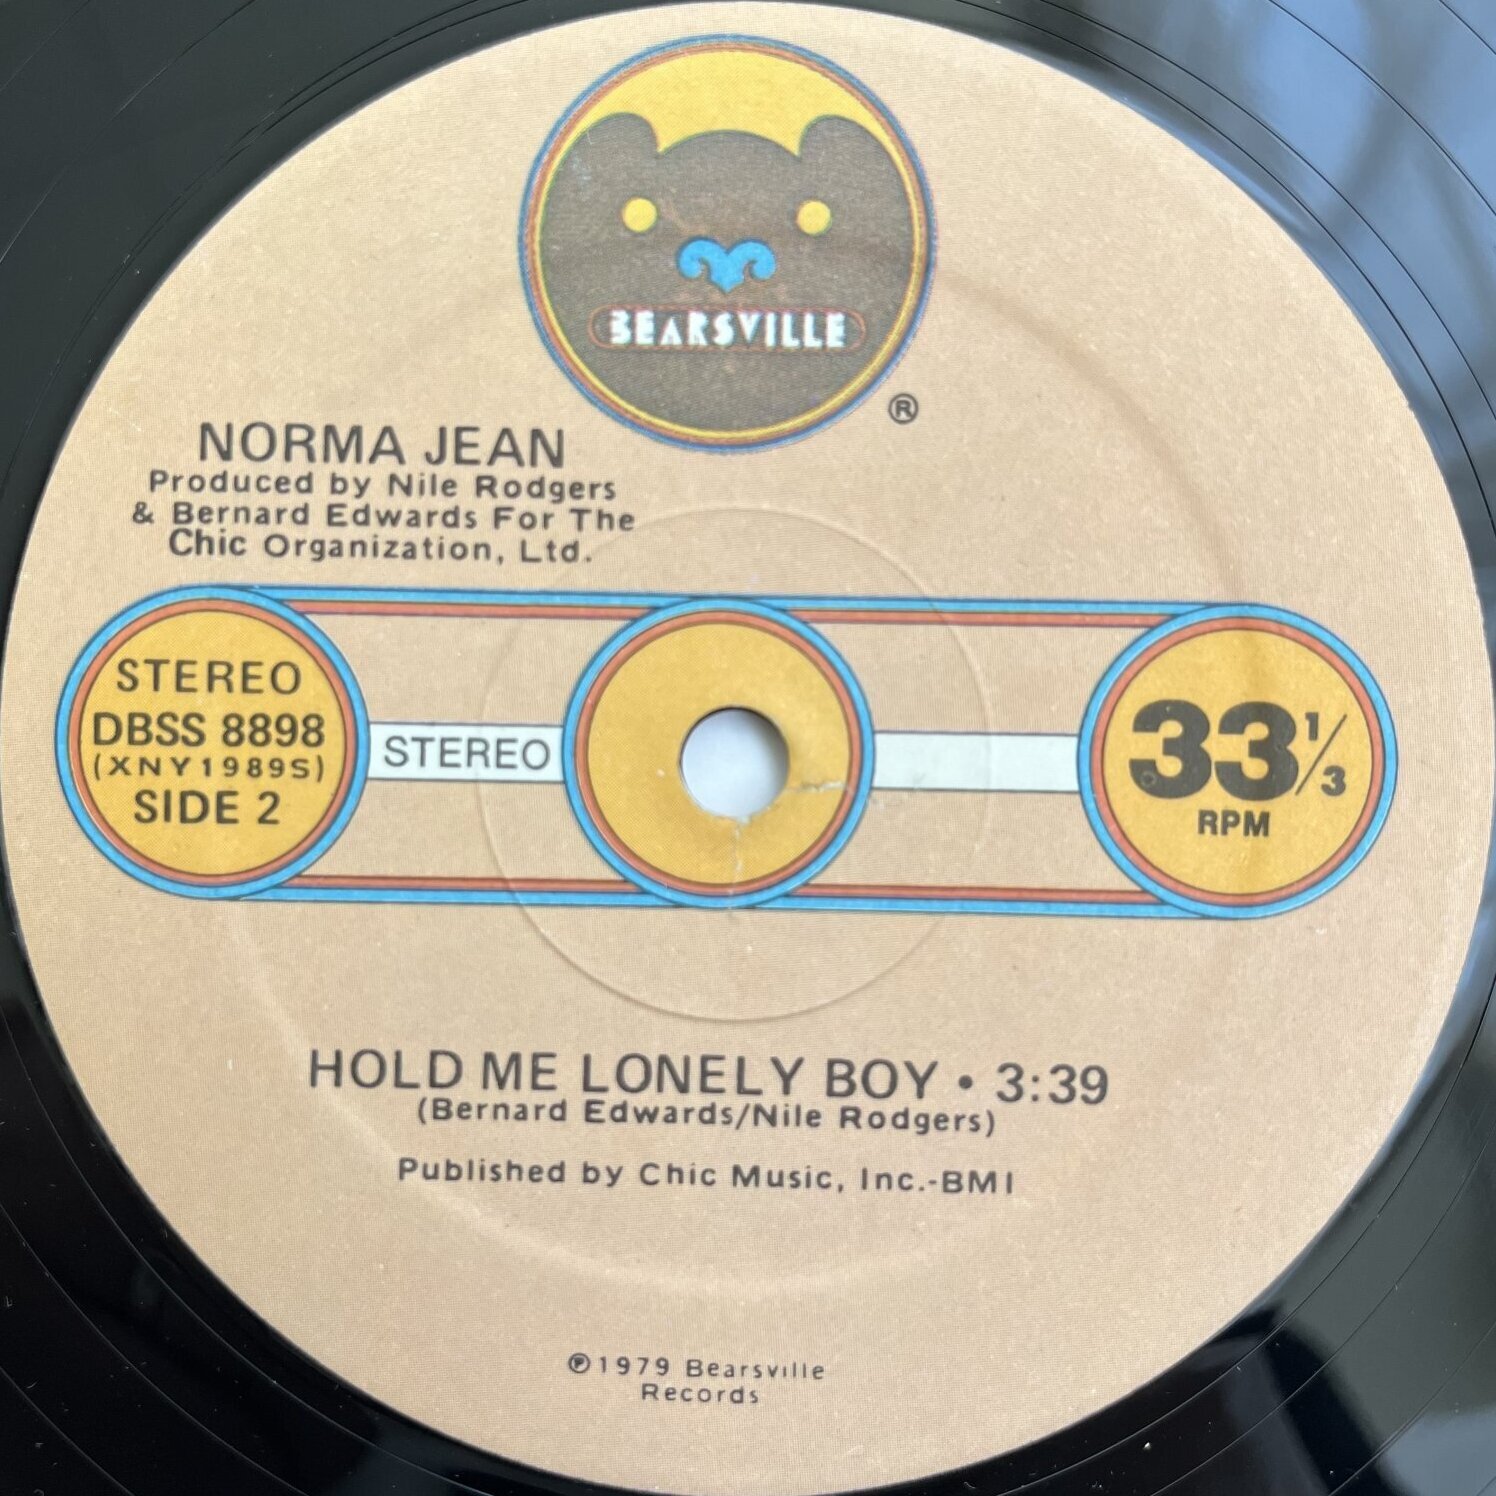 BEARSVILLE
®
NORMA JEAN
Produced by Nile Rodgers
& Bernard Edwards For The
Chic Organization, Ltd.
STEREO
DBSS 8898
(XNY1989S)
SIDE 2
STEREO
33 1/3
RPM
HOLD ME LONELY BOY • 3:39
(Bernard Edwards/Nile Rodgers)
Published by Chic Music, Inc.-BMI
℗1979 Bearsville
Records